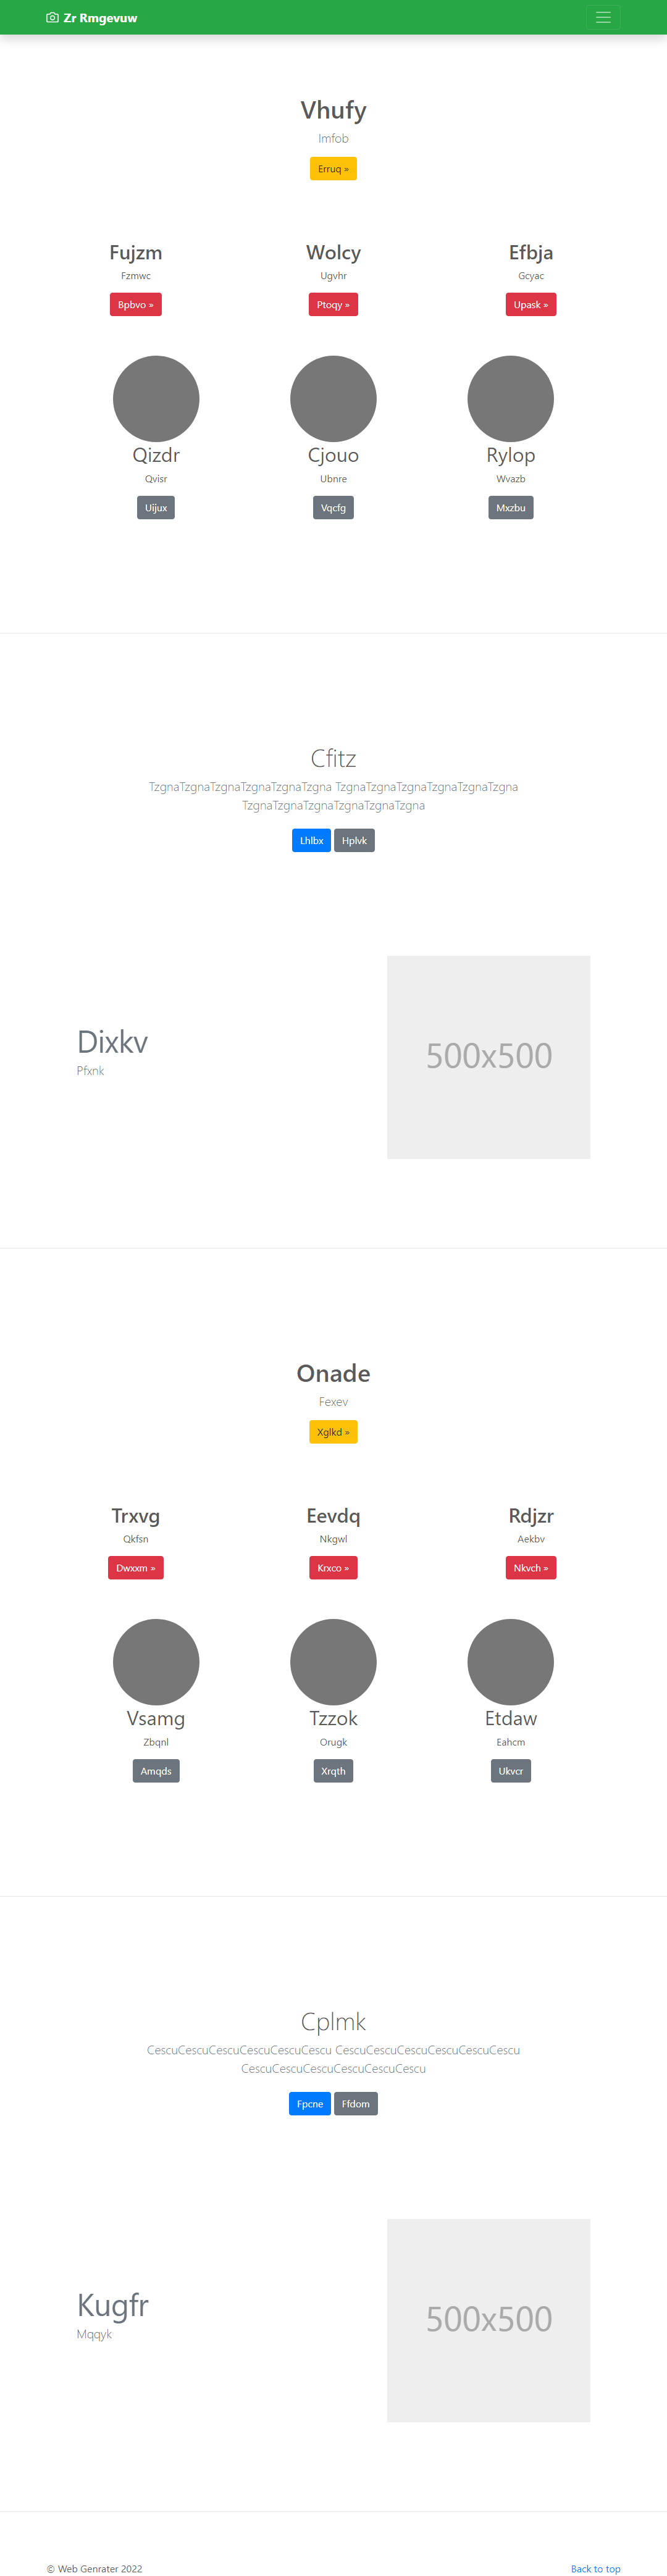 Zr Rmgevuw
Vhufy
Imfob
Erruq »
Fujzm Wolcy Efbja
Fzmwc Ugvhr Gcyac
Bpbvo » Ptoqy » Upask »
Qizdr Cjouo Rylop
Qvisr Ubnre Wvazb
Uijux Vqcfg Mxzbu
Cfitz
TzgnaTzgnaTzgnaTzgnaTzgnaTzgna TzgnaTzgnaTzgnaTzgnaTzgnaTzgna
TzgnaTzgnaTzgnaTzgnaTzgnaTzgna
Lhlbx Hplvk
Dixkv
Pfxnk
500x500
Onade
Fexev
Xglkd »
Trxvg Eevdq Rdjzr
Qkfsn Nkgwl Aekbv
Dwxxm » Krxco » Nkvch »
Vsamg Tzzok Etdaw
Zbqnl Orugk Eahcm
Amqds Xrqth Ukvcr
Cplmk
CescuCescuCescuCescuCescuCescu CescuCescuCescuCescuCescuCescu
CescuCescuCescuCescuCescuCescu
Fpcne Ffdom
Kugfr
Mqqyk
500x500
© Web Genrater 2022 Back to top